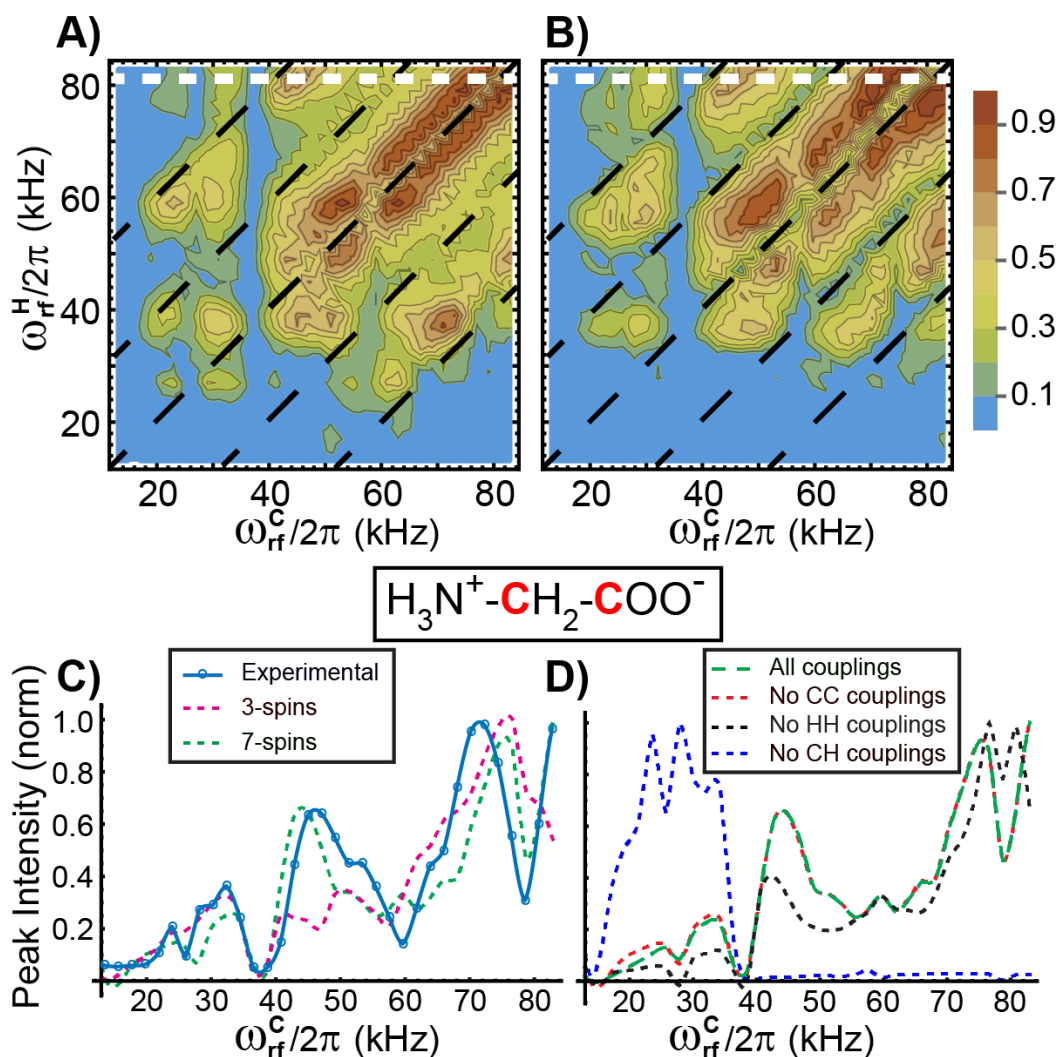 A) B)
80
60
40
20
ω_rf^H/2π (kHz)
20 40 60 80
ω_rf^C/2π (kHz)
20 40 60 80
ω_rf^C/2π (kHz)
0.9
0.7
0.5
0.3
0.1
H₃N⁺-CH₂-COO⁻
C)
Experimental
3-spins
7-spins
D)
All couplings
No CC couplings
No HH couplings
No CH couplings
Peak Intensity (norm)
1.0
0.8
0.6
0.4
0.2
20 30 40 50 60 70 80
ω_rf^C/2π (kHz)
20 30 40 50 60 70 80
ω_rf^C/2π (kHz)